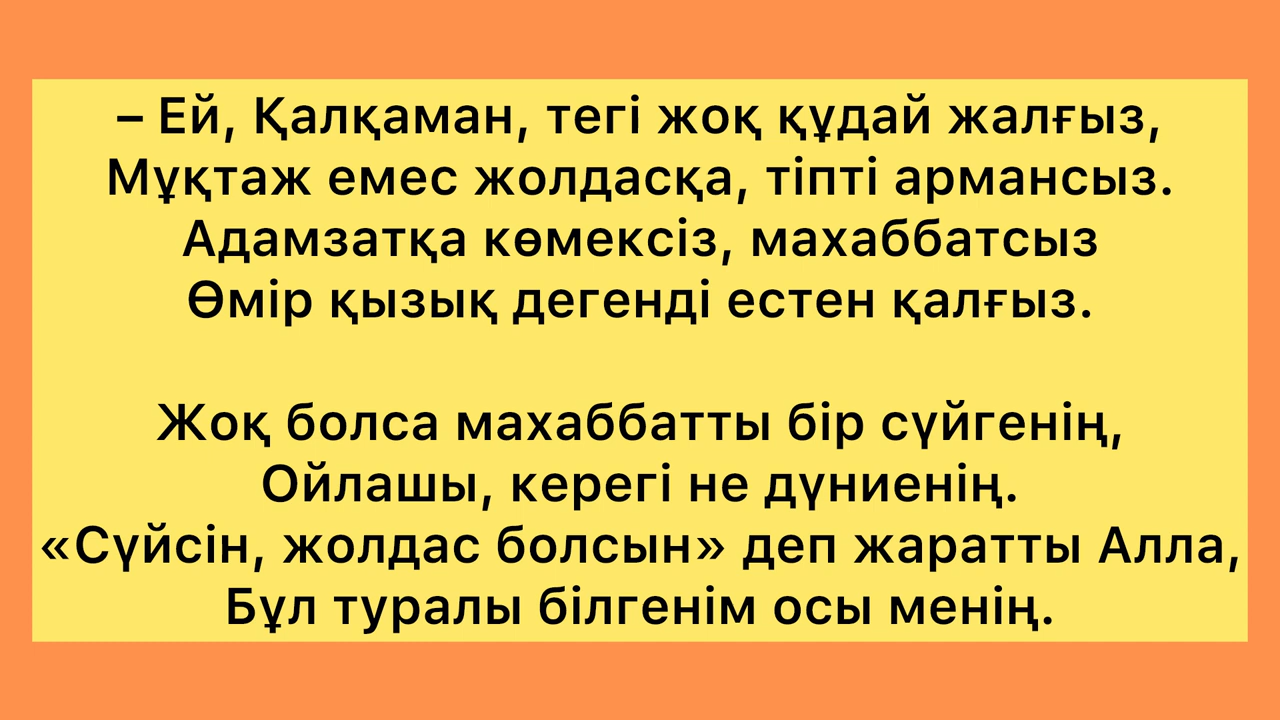 – Ей, Қалқаман, тегі жоқ құдай жалғыз,
Мұқтаж емес жолдасқа, тіпті армансыз.
Адамзатқа көмексіз, махаббатсыз
Өмір қызық дегенді естен қалғыз.

Жоқ болса махаббатты бір сүйгенің,
Ойлашы, керегі не дүниенің.
«Сүйсін, жолдас болсын» деп жаратты Алла,
Бұл туралы білгенім осы менің.